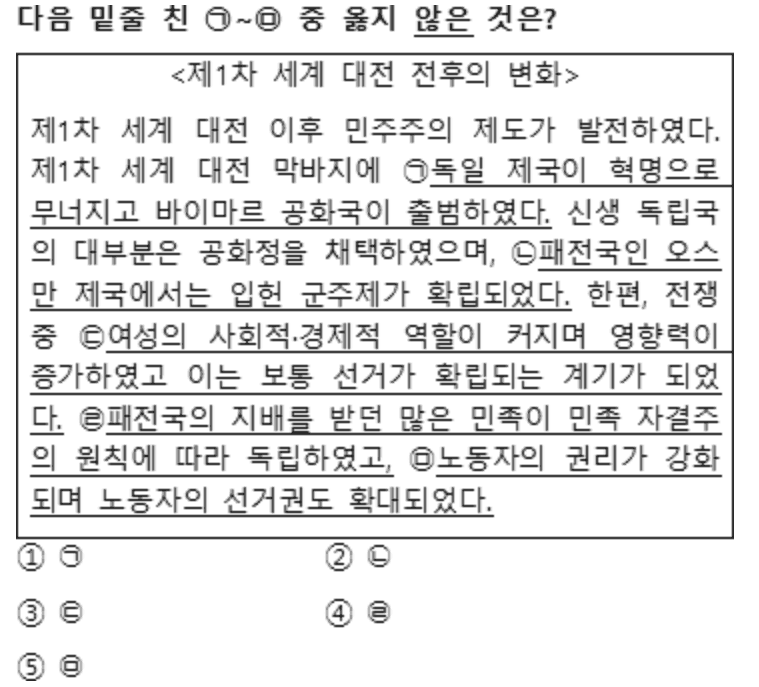 다음 밑줄 친 ㉠~㉤ 중 옳지 않은 것은?
<제1차 세계 대전 전후의 변화>
제1차 세계 대전 이후 민주주의 제도가 발전하였다.
제1차 세계 대전 막바지에 ㉠독일 제국이 혁명으로
무너지고 바이마르 공화국이 출범하였다. 신생 독립국
의 대부분은 공화정을 채택하였으며, ㉡패전국인 오스
만 제국에서는 입헌 군주제가 확립되었다. 한편, 전쟁
중 ㉢여성의 사회적·경제적 역할이 커지며 영향력이
증가하였고 이는 보통 선거가 확립되는 계기가 되었
다. ㉣패전국의 지배를 받던 많은 민족이 민족 자결주
의 원칙에 따라 독립하였고, ㉤노동자의 권리가 강화
되며 노동자의 선거권도 확대되었다.
① ㉠ ② ㉡
③ ㉢ ④ ㉣
⑤ ㉤